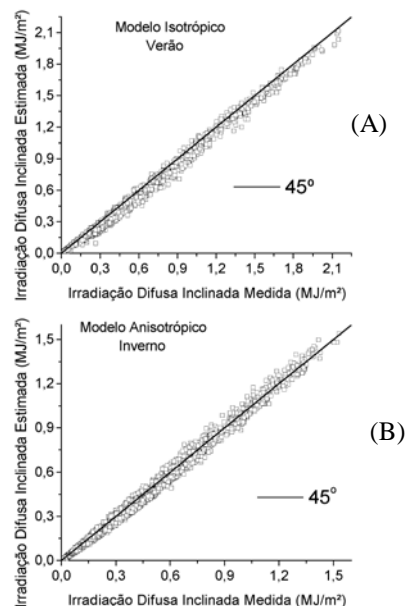 Modelo Isotrópico
Verão
Irradiação Difusa Inclinada Estimada (MJ/m²)
2,1
1,8
1,5
1,2
0,9
0,6
0,3
0,0
45º
(A)
0,0 0,3 0,6 0,9 1,2 1,5 1,8 2,1
Irradiação Difusa Inclinada Medida (MJ/m²)
Modelo Anisotrópico
Inverno
Irradiação Difusa Inclinada Estimada (MJ/m²)
1,5
1,2
0,9
0,6
0,3
0,0
45°
(B)
0,0 0,3 0,6 0,9 1,2 1,5
Irradiação Difusa Inclinada Medida (MJ/m²)